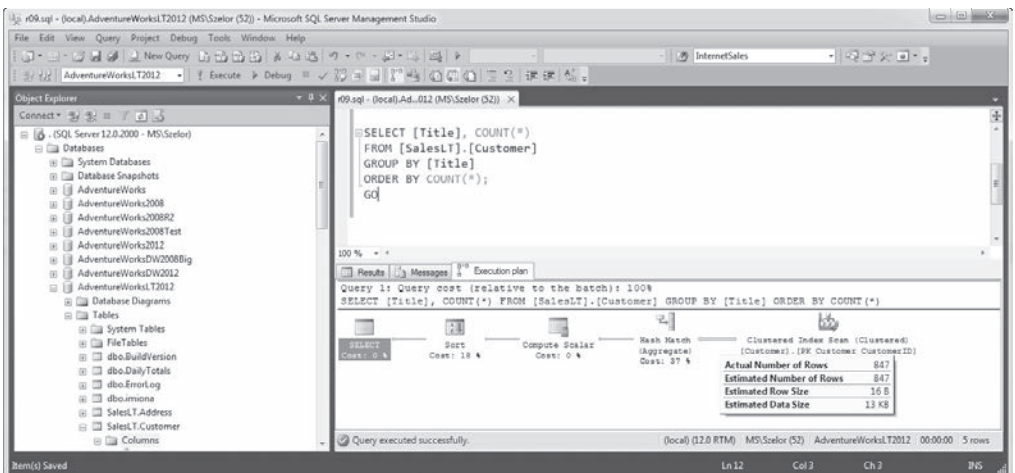 r09.sql - (local).AdventureWorksLT2012 (MS\Szelor (52)) - Microsoft SQL Server Management Studio
File Edit View Query Project Debug Tools Window Help
New Query
InternetSales
AdventureWorksLT2012
Execute
Debug
Object Explorer
Connect
. (SQL Server 12.0.2000 - MS\Szelor)
Databases
System Databases
Database Snapshots
AdventureWorks
AdventureWorks2008
AdventureWorks2008R2
AdventureWorks2008Test
AdventureWorks2012
AdventureWorksDW2008Big
AdventureWorksDW2012
AdventureWorksLT2012
Database Diagrams
Tables
System Tables
FileTables
dbo.BuildVersion
dbo.DailyTotals
dbo.ErrorLog
dbo.imiona
SalesLT.Address
SalesLT.Customer
Columns
r09.sql - (local).Ad...012 (MS\Szelor (52))
SELECT [Title], COUNT(*)
FROM [SalesLT].[Customer]
GROUP BY [Title]
ORDER BY COUNT(*);
GO
100 %
Results
Messages
Execution plan
Query 1: Query cost (relative to the batch): 100%
SELECT [Title], COUNT(*) FROM [SalesLT].[Customer] GROUP BY [Title] ORDER BY COUNT(*)
SELECT
Cost: 0 %
Sort
Cost: 18 %
Compute Scalar
Cost: 0 %
Hash Match
(Aggregate)
Cost: 37 %
Clustered Index Scan (Clustered)
[Customer].[PK_Customer_CustomerID]
Actual Number of Rows 847
Estimated Number of Rows 847
Estimated Row Size 16 B
Estimated Data Size 13 KB
Query executed successfully.
(local) (12.0 RTM) MS\Szelor (52) AdventureWorksLT2012 00:00:00 5 rows
Item(s) Saved
Ln 12 Col 3 Ch 3 INS